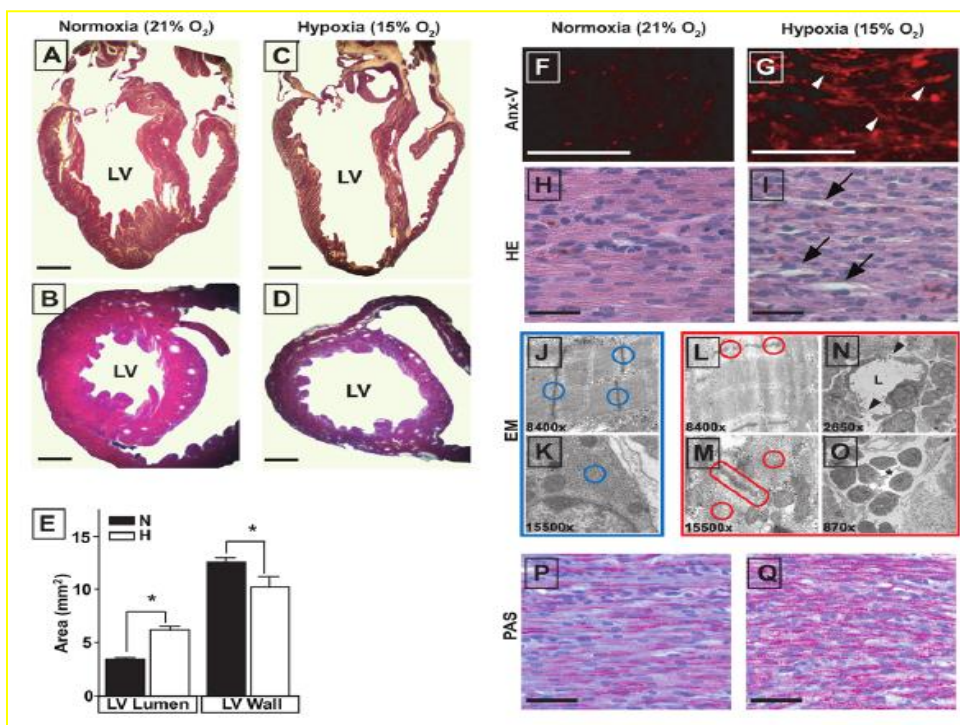 Normoxia (21% O2)
Hypoxia (15% O2)
A
C
LV
LV
B
D
LV
LV
E
N
H
Area (mm2)
15
10
5
0
*
*
LV Lumen
LV Wall
Normoxia (21% O2)
Hypoxia (15% O2)
Anx-V
F
G
HE
H
I
EM
J
8400x
L
8400x
N
L
2650x
K
15500x
M
15500x
O
*
870x
PAS
P
Q